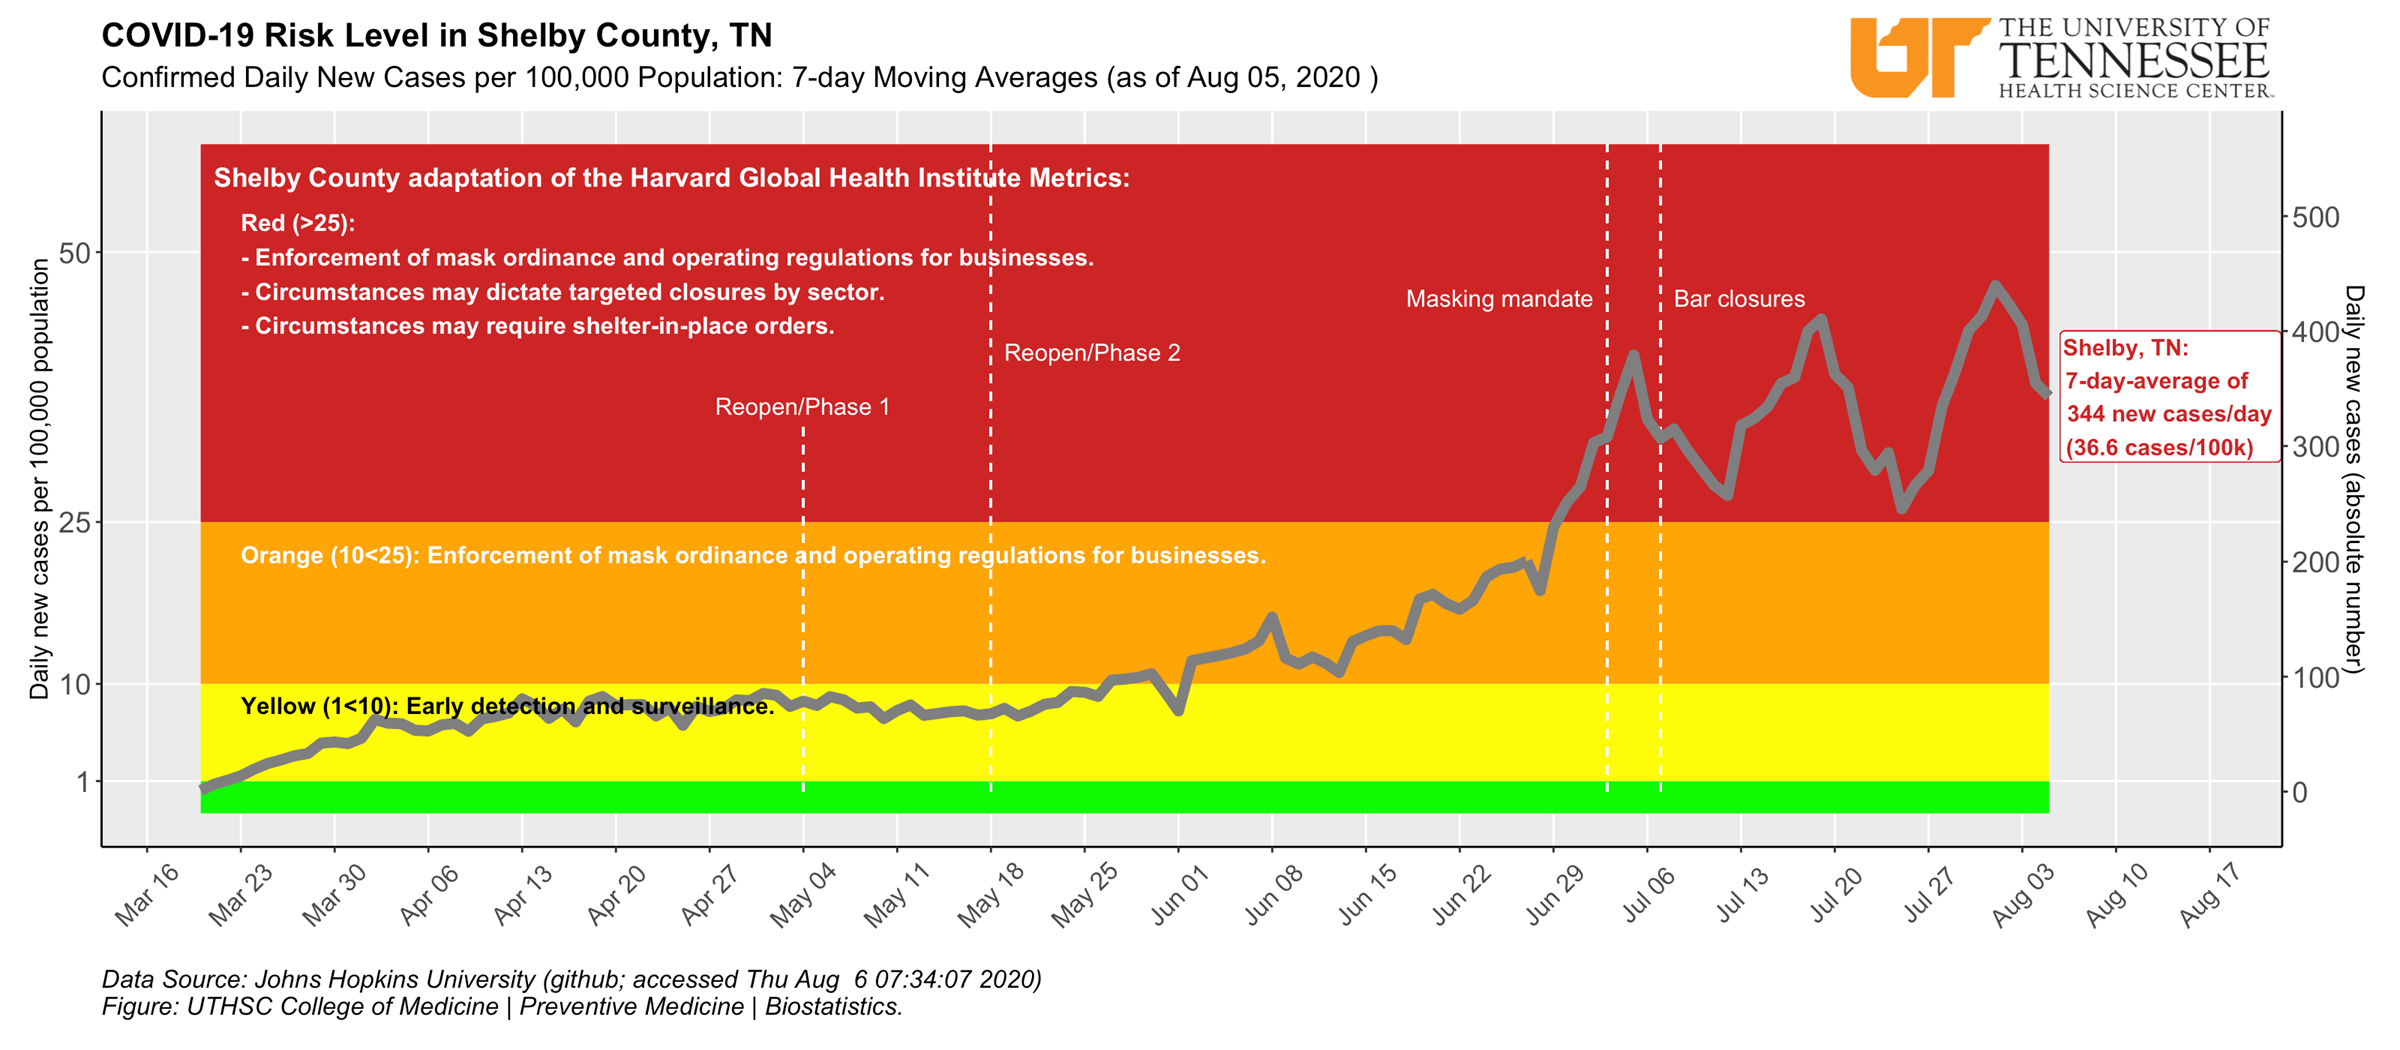 COVID-19 Risk Level in Shelby County, TN
Confirmed Daily New Cases per 100,000 Population: 7-day Moving Averages (as of Aug 05, 2020 )
UT
THE UNIVERSITY OF
TENNESSEE
HEALTH SCIENCE CENTER™
Shelby County adaptation of the Harvard Global Health Institute Metrics:
Red (>25):
- Enforcement of mask ordinance and operating regulations for businesses.
- Circumstances may dictate targeted closures by sector.
- Circumstances may require shelter-in-place orders.
Masking mandate
Bar closures
Reopen/Phase 2
Reopen/Phase 1
Orange (10<25): Enforcement of mask ordinance and operating regulations for businesses.
Yellow (1<10): Early detection and surveillance.
Shelby, TN:
7-day-average of
344 new cases/day
(36.6 cases/100k)
Daily new cases per 100,000 population
50
25
10
1
Daily new cases (absolute number)
500
400
300
200
100
0
Mar 16
Mar 23
Mar 30
Apr 06
Apr 13
Apr 20
Apr 27
May 04
May 11
May 18
May 25
Jun 01
Jun 08
Jun 15
Jun 22
Jun 29
Jul 06
Jul 13
Jul 20
Jul 27
Aug 03
Aug 10
Aug 17
Data Source: Johns Hopkins University (github; accessed Thu Aug  6 07:34:07 2020)
Figure: UTHSC College of Medicine | Preventive Medicine | Biostatistics.